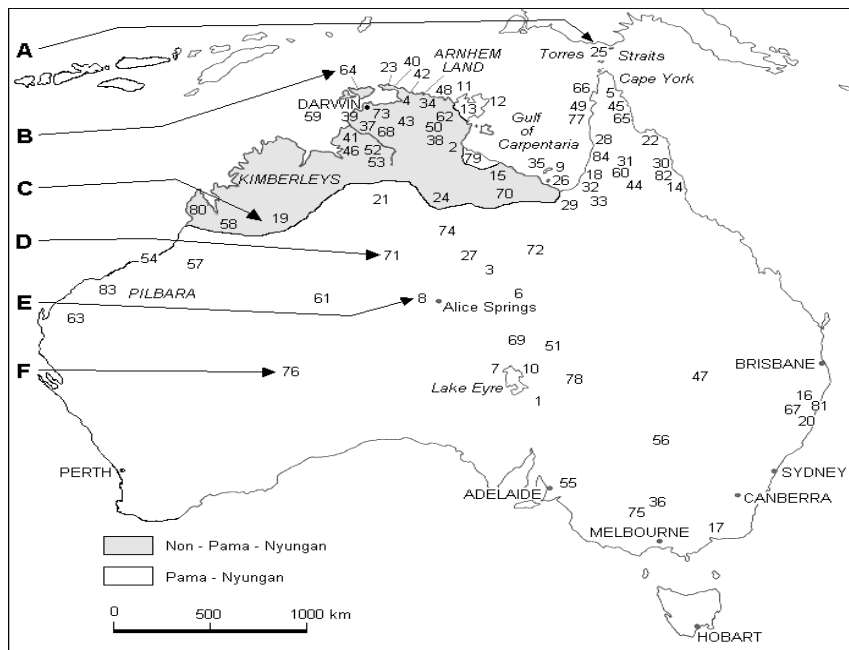 A 25
Torres Straits
40
23 42 ARNHEM LAND
64
Cape York
B
48 11
66 5
4 34 12
DARWIN 49 45
59 39 73 13 Gulf of Carpentaria 77 65
37 43 62
68 50
41 38 2 28 22
46 52 79 35 9 84 31 30
53 15 26 18 60 82
KIMBERLEYS 32 44 14
C 21 24 70 29 33
80 58 19
74
D 71 27 72
54 57 3
83 PILBARA 61 8 6
E Alice Springs
63
69 51
F 76 7 10 BRISBANE
Lake Eyre 78 47
1 16
67 81
20
56
PERTH SYDNEY
ADELAIDE 55
36 CANBERRA
75
MELBOURNE 17
Non - Pama - Nyungan
Pama - Nyungan
0 500 1000 km
HOBART